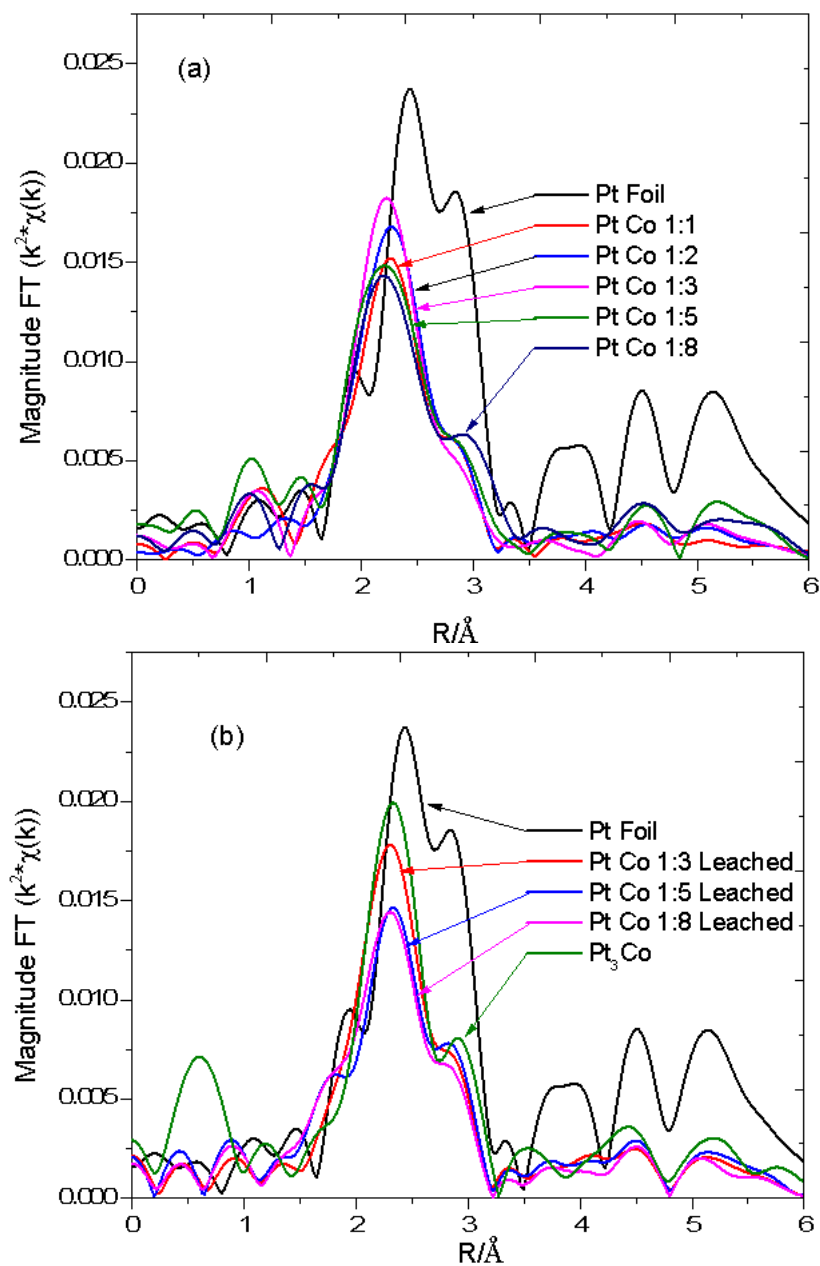 (a)
0.025
0.020
0.015
0.010
0.005
0.000
Magnitude FT (k²*χ(k))
Pt Foil
Pt Co 1:1
Pt Co 1:2
Pt Co 1:3
Pt Co 1:5
Pt Co 1:8
0 1 2 3 4 5 6
R/Å
(b)
0.025
0.020
0.015
0.010
0.005
0.000
Magnitude FT (k²*χ(k))
Pt Foil
Pt Co 1:3 Leached
Pt Co 1:5 Leached
Pt Co 1:8 Leached
Pt₃Co
0 1 2 3 4 5 6
R/Å